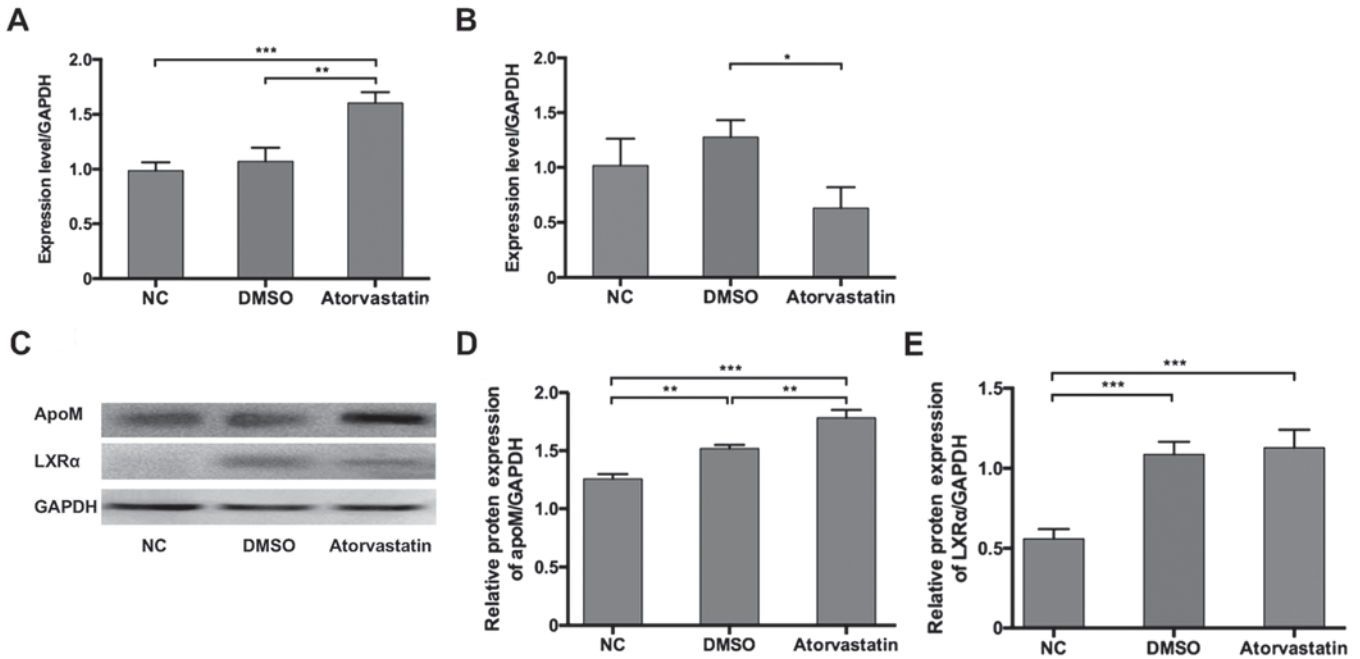 A
Expression level/GAPDH
2.0
1.5
1.0
0.5
0
***
**
NC DMSO Atorvastatin
B
Expression level/GAPDH
2.0
1.5
1.0
0.5
0
*
NC DMSO Atorvastatin
C
ApoM
LXRα
GAPDH
NC DMSO Atorvastatin
D
Relative proten expression
of apoM/GAPDH
2.0
1.5
1.0
0.5
0
***
** **
NC DMSO Atorvastatin
E
Relative proten expression
of LXRα/GAPDH
1.5
1.0
0.5
0
***
***
NC DMSO Atorvastatin